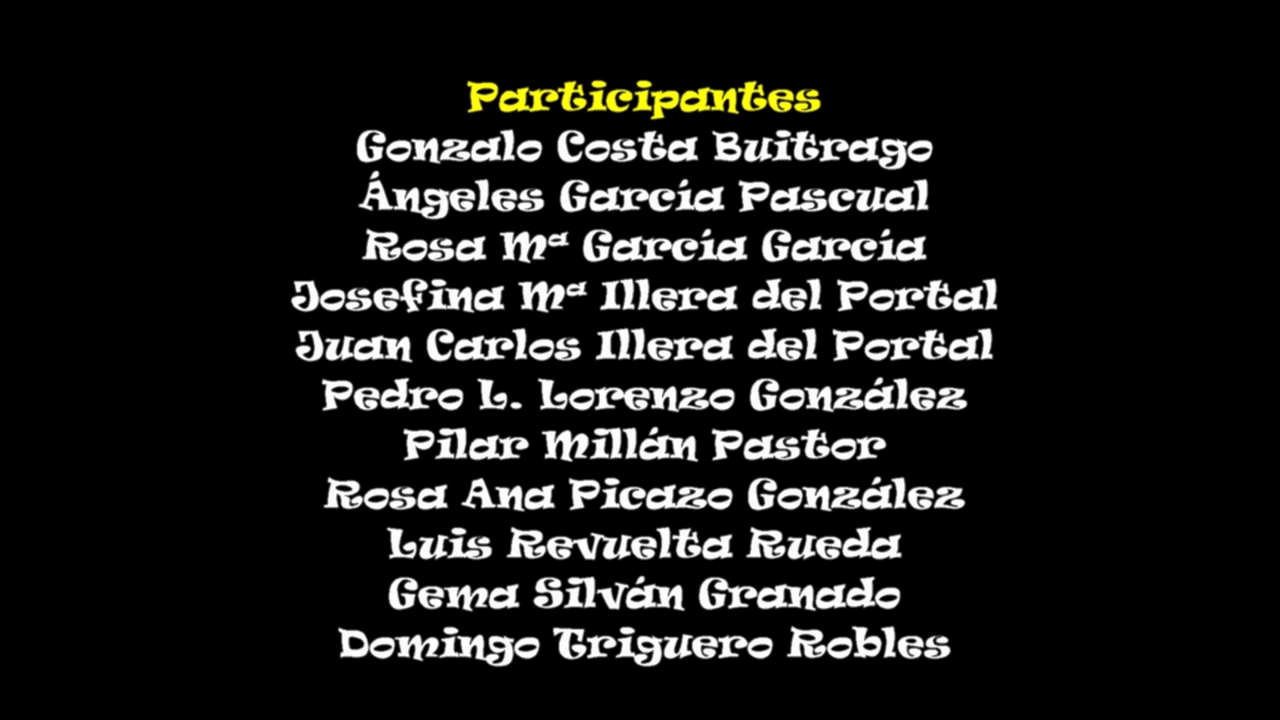 Participantes
Gonzalo Costa Buitrago
Ángeles García Pascual
Rosa Mª García García
Josefina Mª Illera del Portal
Juan Carlos Illera del Portal
Pedro L. Lorenzo González
Pilar Millán Pastor
Rosa Ana Picazo González
Luis Revuelta Rueda
Gema Silván Granado
Domingo Triguero Robles